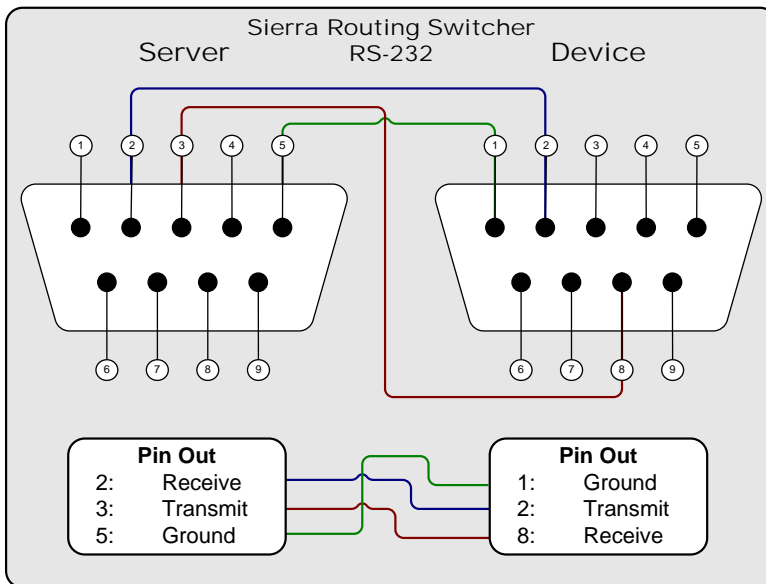 Sierra Routing Switcher
Server RS-232 Device
1 2 3 4 5 1 2 3 4 5
6 7 8 9 6 7 8 9
Pin Out
2: Receive
3: Transmit
5: Ground
Pin Out
1: Ground
2: Transmit
8: Receive